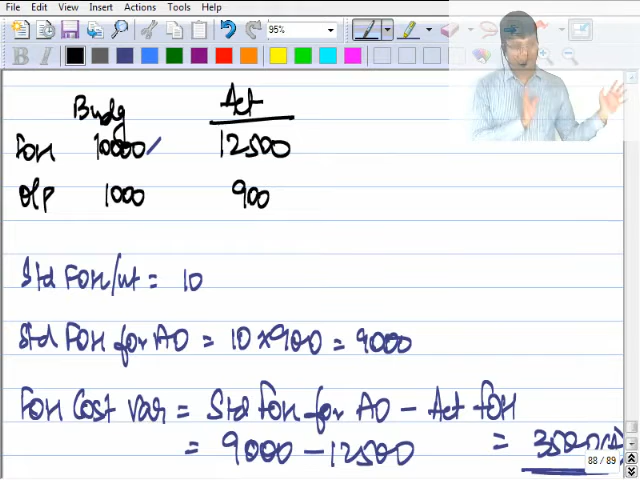 File Edit View Insert Actions Tools Help
95%
B I
Budg Act
FOH 10000 12500
O/P 1000 900
Std FOH/ut = 10
Std FOH for AO = 10 x 900 = 9000
FOH Cost Var = Std FOH for AO - Act FOH
= 9000 - 12500 = 3500
88 / 89